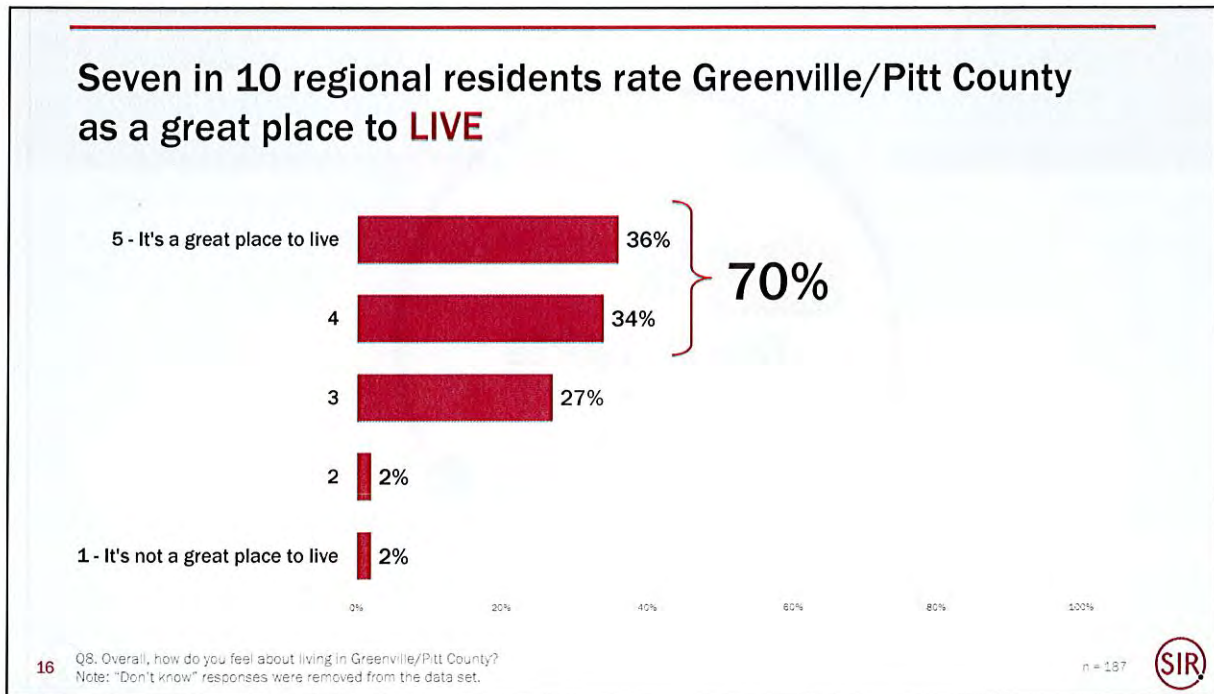 Seven in 10 regional residents rate Greenville/Pitt County
as a great place to LIVE
5 - It's a great place to live
36%
70%
4
34%
3
27%
2
2%
1 - It's not a great place to live
2%
0%
20%
40%
60%
80%
100%
16
Q8. Overall, how do you feel about living in Greenville/Pitt County?
Note: "Don't know" responses were removed from the data set.
n = 187
SIR